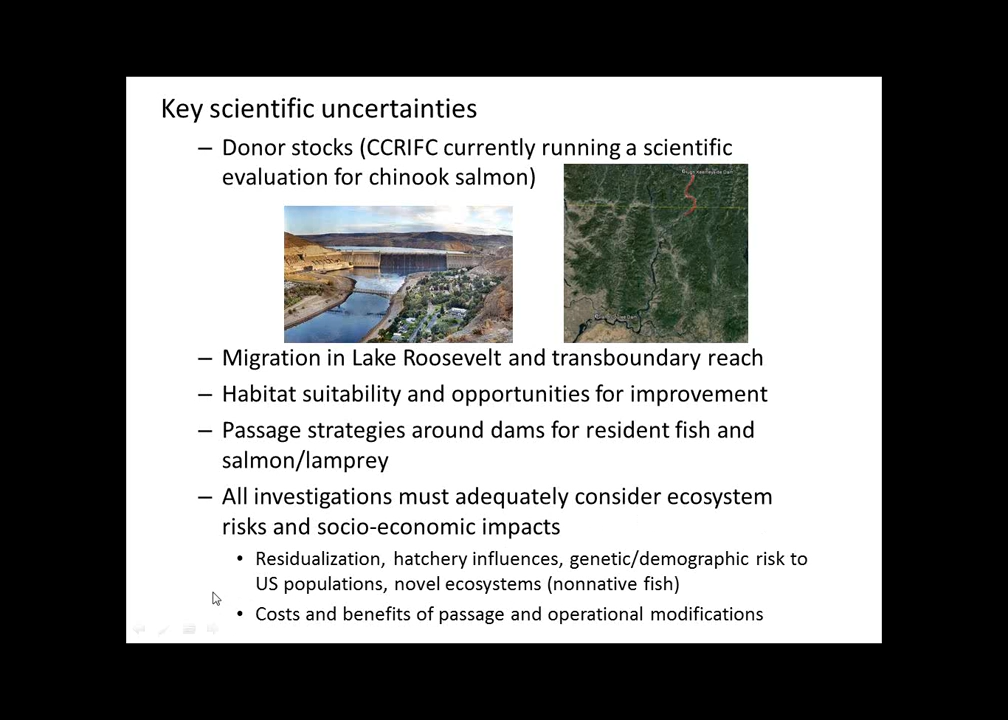 Key scientific uncertainties
– Donor stocks (CCRIFC currently running a scientific
evaluation for chinook salmon)
– Migration in Lake Roosevelt and transboundary reach
– Habitat suitability and opportunities for improvement
– Passage strategies around dams for resident fish and
salmon/lamprey
– All investigations must adequately consider ecosystem
risks and socio-economic impacts
• Residualization, hatchery influences, genetic/demographic risk to
US populations, novel ecosystems (nonnative fish)
• Costs and benefits of passage and operational modifications